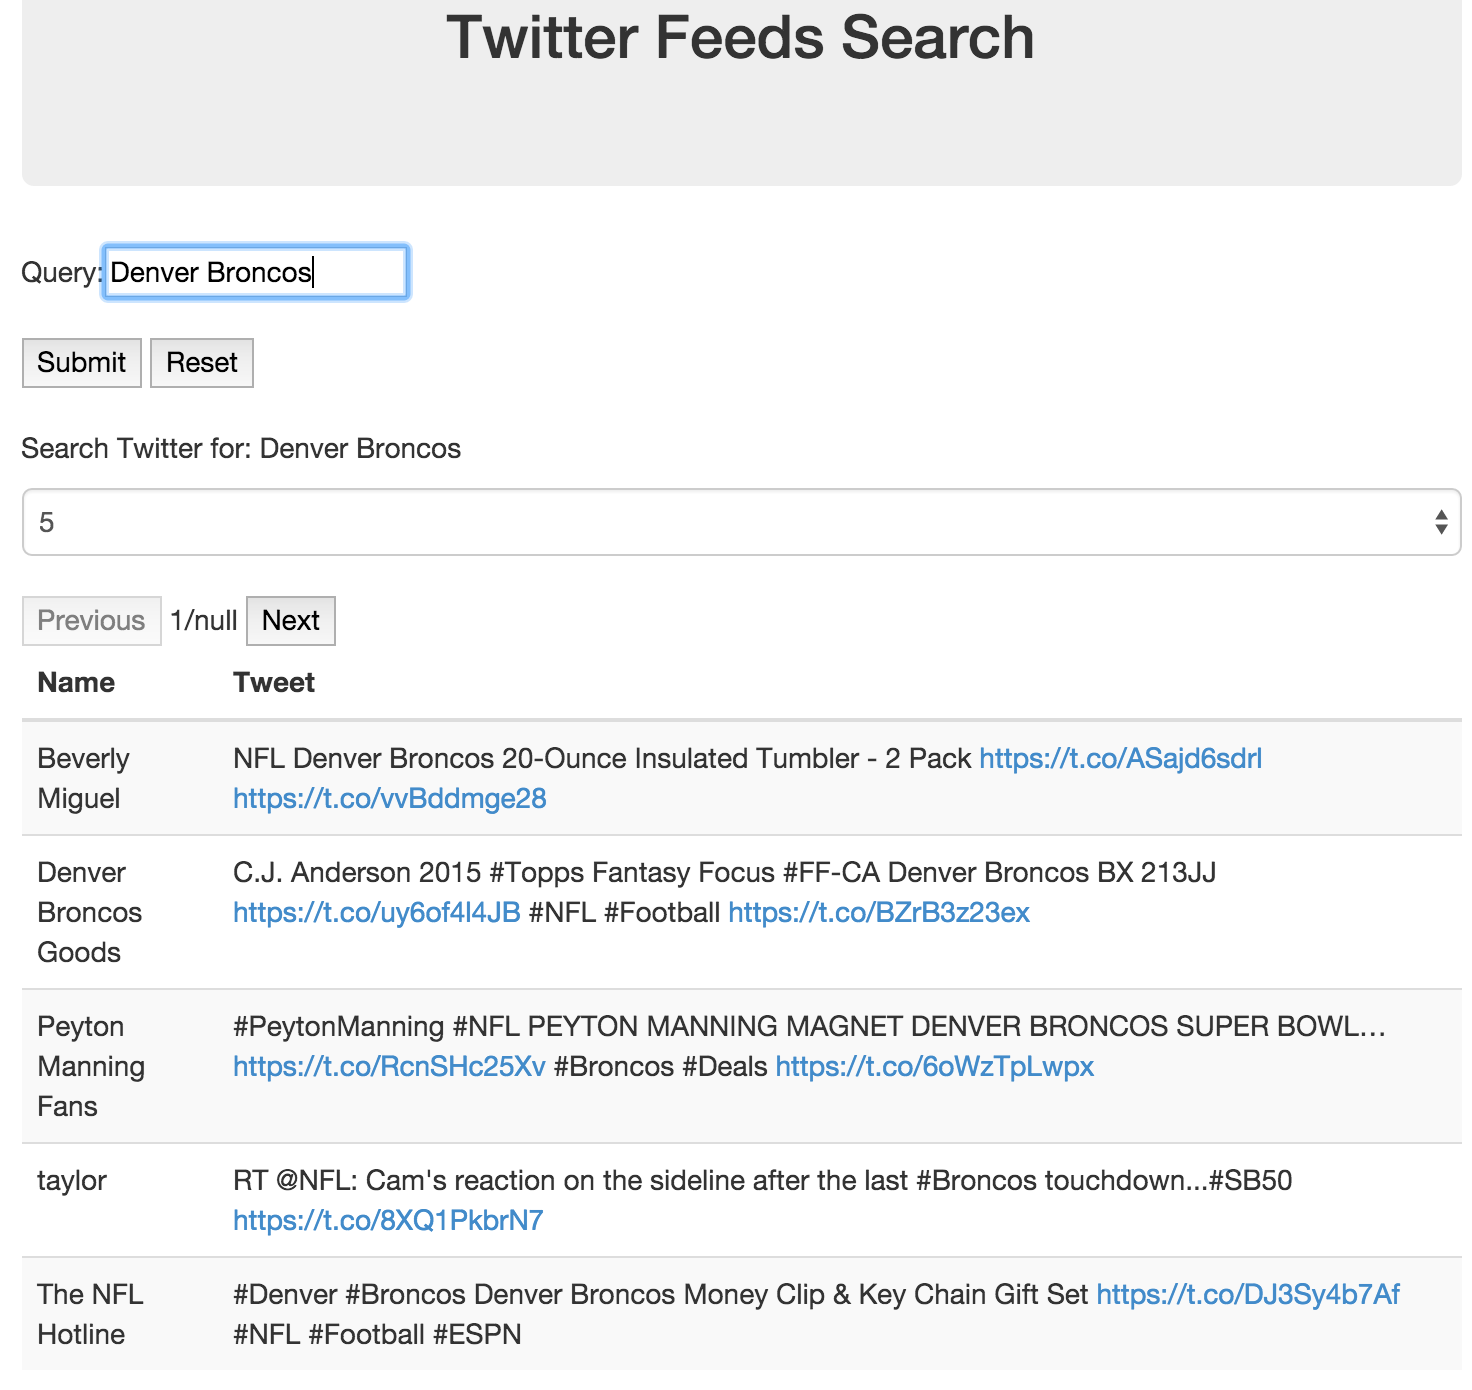 Twitter Feeds Search
Query: Denver Broncos
Submit Reset
Search Twitter for: Denver Broncos
5
Previous 1/null Next
Name Tweet
Beverly Miguel NFL Denver Broncos 20-Ounce Insulated Tumbler - 2 Pack https://t.co/ASajd6sdrl
https://t.co/vvBddmge28
Denver Broncos Goods C.J. Anderson 2015 #Topps Fantasy Focus #FF-CA Denver Broncos BX 213JJ
https://t.co/uy6of4l4JB #NFL #Football https://t.co/BZrB3z23ex
Peyton Manning Fans #PeytonManning #NFL PEYTON MANNING MAGNET DENVER BRONCOS SUPER BOWL…
https://t.co/RcnSHc25Xv #Broncos #Deals https://t.co/6oWzTpLwpx
taylor RT @NFL: Cam's reaction on the sideline after the last #Broncos touchdown...#SB50
https://t.co/8XQ1PkbrN7
The NFL Hotline #Denver #Broncos Denver Broncos Money Clip & Key Chain Gift Set https://t.co/DJ3Sy4b7Af
#NFL #Football #ESPN